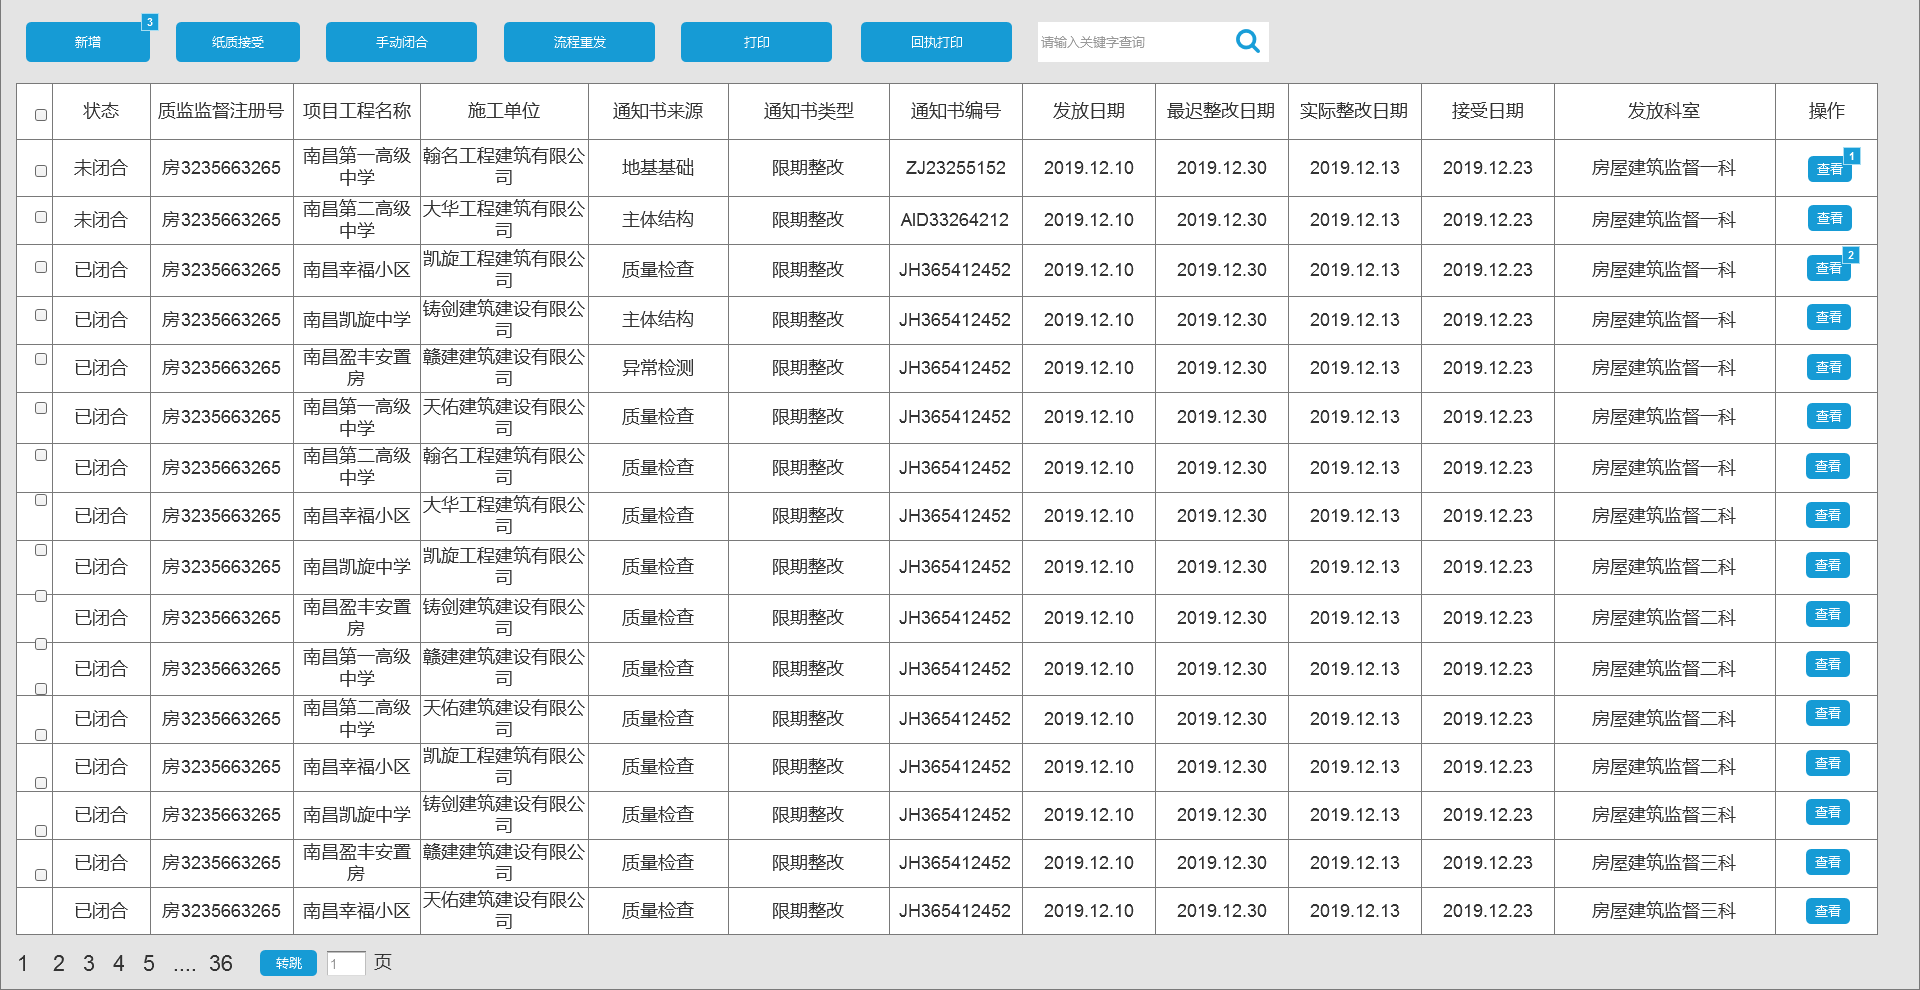 新增 3 纸质接受 手动闭合 流程重发 打印 回执打印 请输入关键字查询
状态 质监监督注册号 项目工程名称 施工单位 通知书来源 通知书类型 通知书编号 发放日期 最迟整改日期 实际整改日期 接受日期 发放科室 操作
未闭合 房3235663265 南昌第一高级中学 翰名工程建筑有限公司 地基基础 限期整改 ZJ23255152 2019.12.10 2019.12.30 2019.12.13 2019.12.23 房屋建筑监督一科 查看 1
未闭合 房3235663265 南昌第二高级中学 大华工程建筑有限公司 主体结构 限期整改 AID33264212 2019.12.10 2019.12.30 2019.12.13 2019.12.23 房屋建筑监督一科 查看
已闭合 房3235663265 南昌幸福小区 凯旋工程建筑有限公司 质量检查 限期整改 JH365412452 2019.12.10 2019.12.30 2019.12.13 2019.12.23 房屋建筑监督一科 查看 2
已闭合 房3235663265 南昌凯旋中学 铸剑建筑建设有限公司 主体结构 限期整改 JH365412452 2019.12.10 2019.12.30 2019.12.13 2019.12.23 房屋建筑监督一科 查看
已闭合 房3235663265 南昌盈丰安置房 赣建建筑建设有限公司 异常检测 限期整改 JH365412452 2019.12.10 2019.12.30 2019.12.13 2019.12.23 房屋建筑监督一科 查看
已闭合 房3235663265 南昌第一高级中学 天佑建筑建设有限公司 质量检查 限期整改 JH365412452 2019.12.10 2019.12.30 2019.12.13 2019.12.23 房屋建筑监督一科 查看
已闭合 房3235663265 南昌第二高级中学 翰名工程建筑有限公司 质量检查 限期整改 JH365412452 2019.12.10 2019.12.30 2019.12.13 2019.12.23 房屋建筑监督一科 查看
已闭合 房3235663265 南昌幸福小区 大华工程建筑有限公司 质量检查 限期整改 JH365412452 2019.12.10 2019.12.30 2019.12.13 2019.12.23 房屋建筑监督二科 查看
已闭合 房3235663265 南昌凯旋中学 凯旋工程建筑有限公司 质量检查 限期整改 JH365412452 2019.12.10 2019.12.30 2019.12.13 2019.12.23 房屋建筑监督二科 查看
已闭合 房3235663265 南昌盈丰安置房 铸剑建筑建设有限公司 质量检查 限期整改 JH365412452 2019.12.10 2019.12.30 2019.12.13 2019.12.23 房屋建筑监督二科 查看
已闭合 房3235663265 南昌第一高级中学 赣建建筑建设有限公司 质量检查 限期整改 JH365412452 2019.12.10 2019.12.30 2019.12.13 2019.12.23 房屋建筑监督二科 查看
已闭合 房3235663265 南昌第二高级中学 天佑建筑建设有限公司 质量检查 限期整改 JH365412452 2019.12.10 2019.12.30 2019.12.13 2019.12.23 房屋建筑监督二科 查看
已闭合 房3235663265 南昌幸福小区 凯旋工程建筑有限公司 质量检查 限期整改 JH365412452 2019.12.10 2019.12.30 2019.12.13 2019.12.23 房屋建筑监督二科 查看
已闭合 房3235663265 南昌凯旋中学 铸剑建筑建设有限公司 质量检查 限期整改 JH365412452 2019.12.10 2019.12.30 2019.12.13 2019.12.23 房屋建筑监督三科 查看
已闭合 房3235663265 南昌盈丰安置房 赣建建筑建设有限公司 质量检查 限期整改 JH365412452 2019.12.10 2019.12.30 2019.12.13 2019.12.23 房屋建筑监督三科 查看
已闭合 房3235663265 南昌幸福小区 天佑建筑建设有限公司 质量检查 限期整改 JH365412452 2019.12.10 2019.12.30 2019.12.13 2019.12.23 房屋建筑监督三科 查看
1 2 3 4 5 .... 36 转跳 1 页